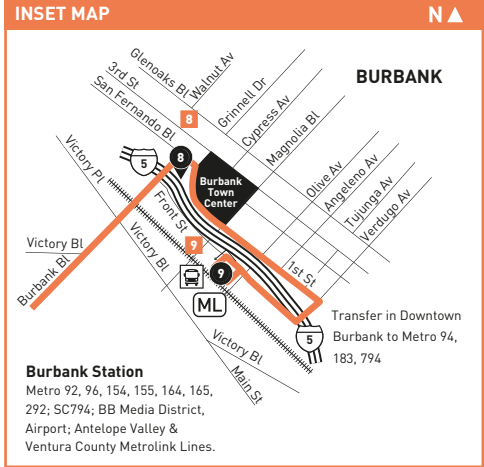 INSET MAP
N
BURBANK
Glenoaks Bl
Walnut Av
3rd St
Grinnell Dr
San Fernando Bl
Cypress Av
Magnolia Bl
8
8
5
Burbank
Town
Center
Olive Av
Angeleno Av
Tujunga Av
Verdugo Av
Victory Pl
Front St
9
Victory Bl
Victory Bl
Burbank Bl
9
1st St
ML
5
Transfer in Downtown
Burbank to Metro 94,
183, 794
Victory Bl
Main St
Burbank Station
Metro 92, 96, 154, 155, 164, 165,
292; SC794; BB Media District,
Airport; Antelope Valley &
Ventura County Metrolink Lines.